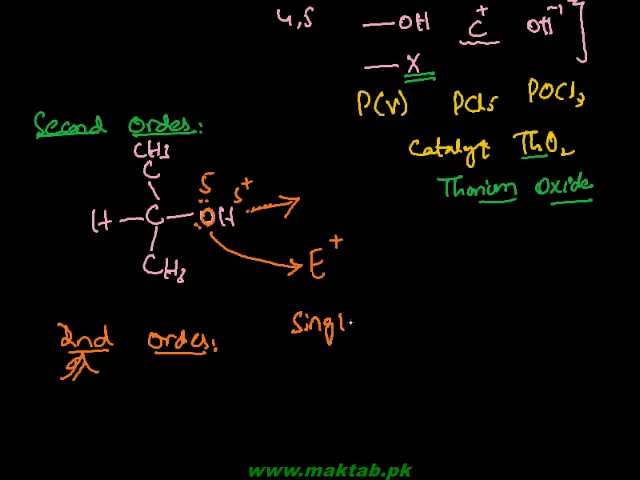 4,5 —OH C⁺ OH⁻¹ ]
—X
P(V) PCl5 POCl3
Second Order:
Catalyt ThO2
Thorium Oxide
CH3
C
H—C—OH δ+
CH3
E+
2nd order:
Singl
www.maktab.pk